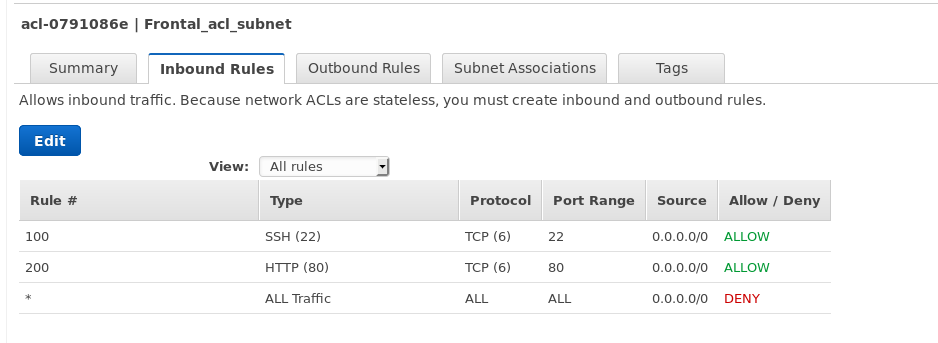 acl-0791086e | Frontal_acl_subnet
Summary Inbound Rules Outbound Rules Subnet Associations Tags
Allows inbound traffic. Because network ACLs are stateless, you must create inbound and outbound rules.
Edit
View: All rules
Rule # Type Protocol Port Range Source Allow / Deny
100 SSH (22) TCP (6) 22 0.0.0.0/0 ALLOW
200 HTTP (80) TCP (6) 80 0.0.0.0/0 ALLOW
* ALL Traffic ALL ALL 0.0.0.0/0 DENY